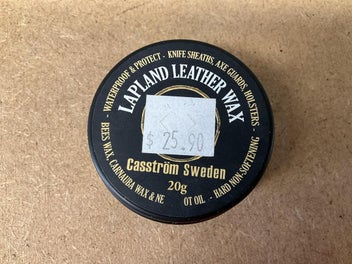 WATERPROOF & PROTECT - KNIFE SHEATHS, AXE GUARDS, HOLSTERS -
LAPLAND LEATHER WAX
$ 25.90
Casström Sweden
20g
BEES WAX, CARNAUBA WAX & NE OT OIL - HARD NON-SOFTENING